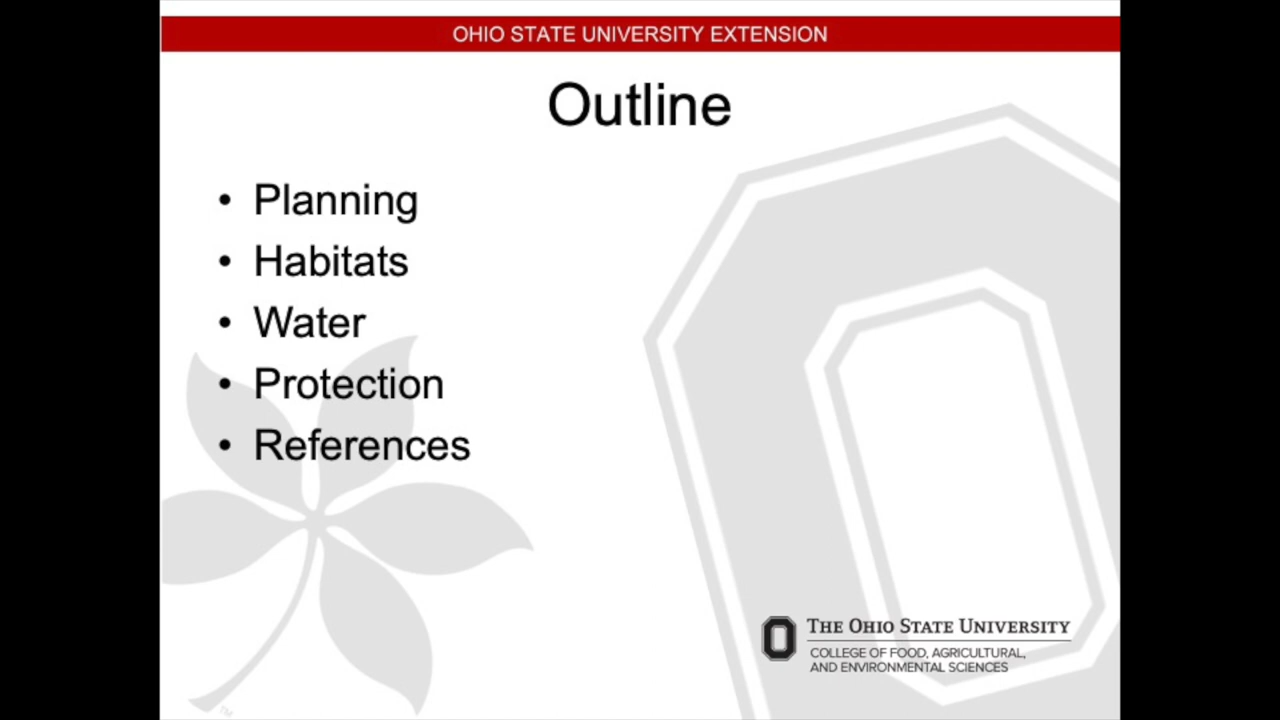 OHIO STATE UNIVERSITY EXTENSION
Outline
• Planning
• Habitats
• Water
• Protection
• References
THE OHIO STATE UNIVERSITY
COLLEGE OF FOOD, AGRICULTURAL,
AND ENVIRONMENTAL SCIENCES
TM